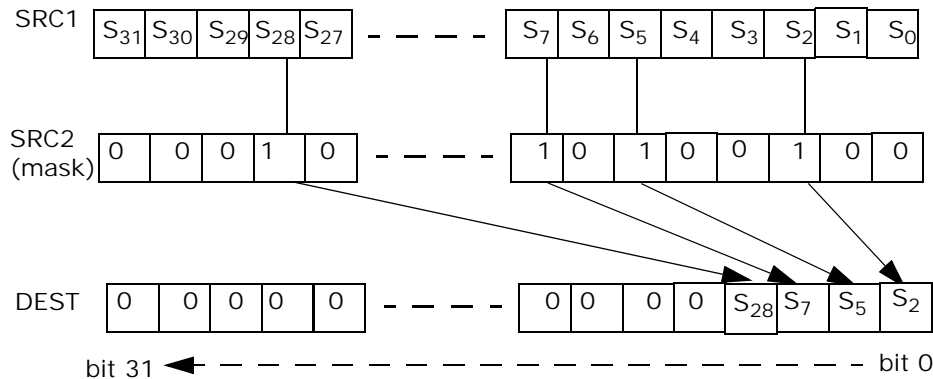 SRC1 S31 S30 S29 S28 S27 S7 S6 S5 S4 S3 S2 S1 S0
SRC2 0 0 0 1 0 1 0 1 0 0 1 0 0
(mask)
DEST 0 0 0 0 0 0 0 0 0 S28 S7 S5 S2
bit 31 bit 0